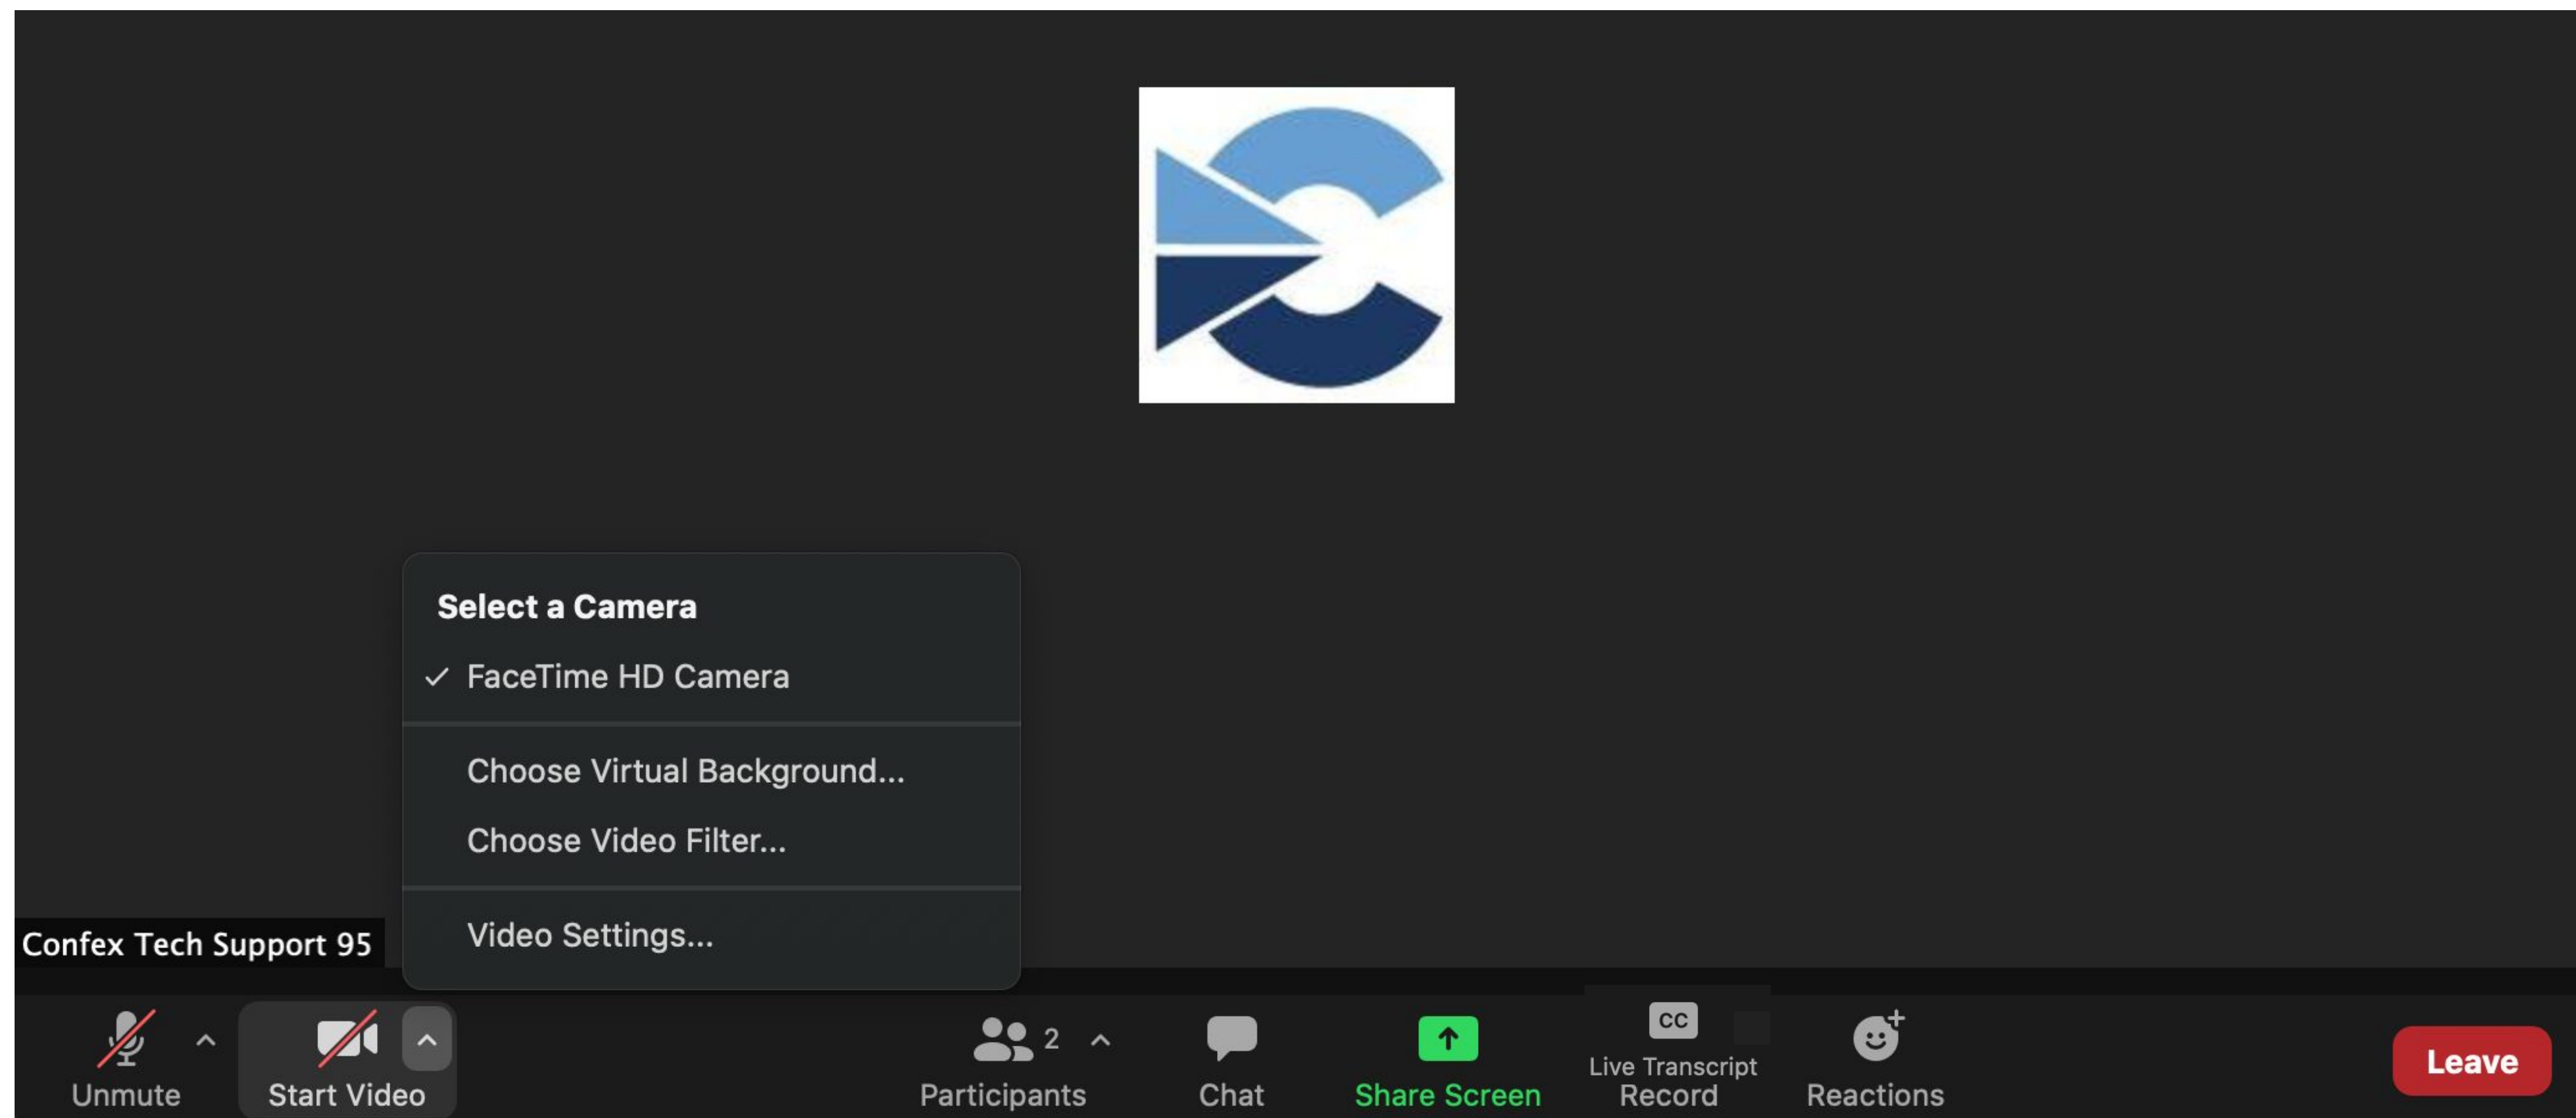 Select a Camera
✓ FaceTime HD Camera
Choose Virtual Background...
Choose Video Filter...
Video Settings...
Confex Tech Support 95
Unmute
Start Video
2
Participants
Chat
Share Screen
CC
Live Transcript
Record
Reactions
Leave